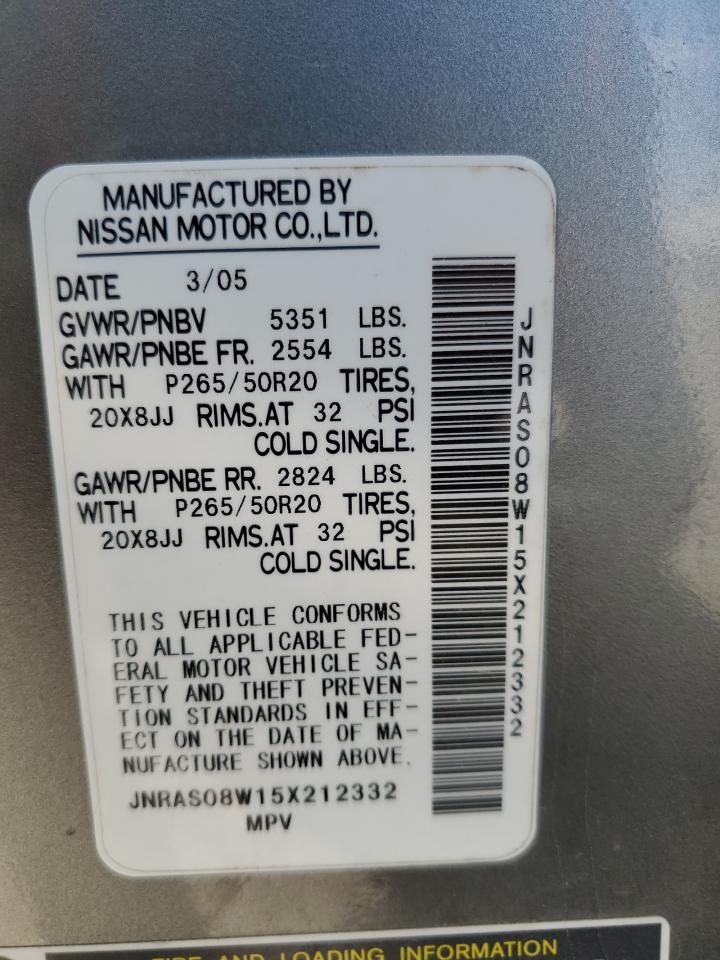 MANUFACTURED BY
NISSAN MOTOR CO.,LTD.
DATE 3/05
GVWR/PNBV 5351 LBS.
GAWR/PNBE FR. 2554 LBS.
WITH P265/50R20 TIRES,
20X8JJ RIMS.AT 32 PSI
COLD SINGLE.
GAWR/PNBE RR. 2824 LBS.
WITH P265/50R20 TIRES,
20X8JJ RIMS.AT 32 PSI
COLD SINGLE.
THIS VEHICLE CONFORMS
TO ALL APPLICABLE FED-
ERAL MOTOR VEHICLE SA-
FETY AND THEFT PREVEN-
TION STANDARDS IN EFF-
ECT ON THE DATE OF MA-
NUFACTURE SHOWN ABOVE.
JNRAS08W15X212332
MPV
JNRAS08W15X212332
TIRE AND LOADING INFORMATION